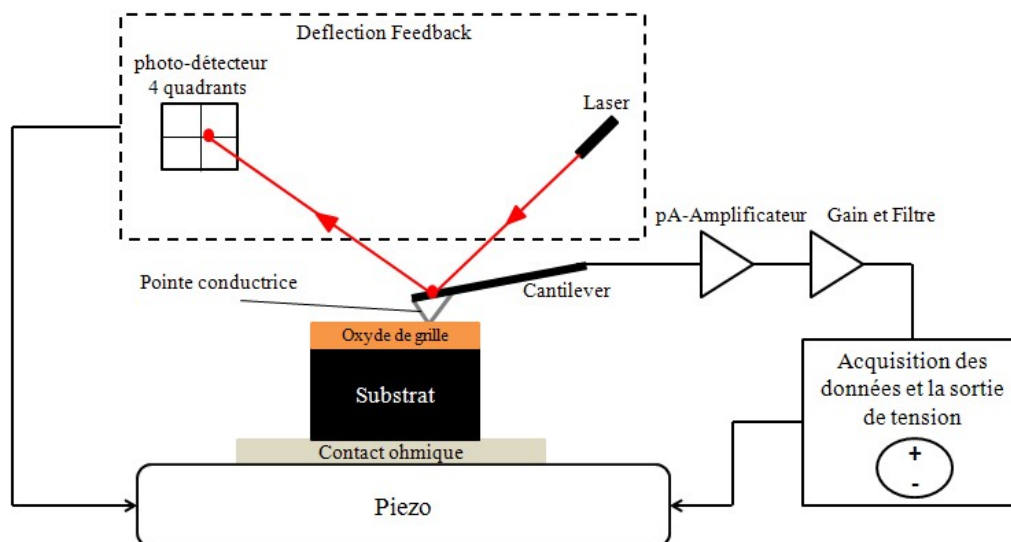 Deflection Feedback
photo-détecteur
4 quadrants
Laser
pA-Amplificateur
Gain et Filtre
Pointe conductrice
Cantilever
Oxyde de grille
Substrat
Contact ohmique
Piezo
Acquisition des
données et la sortie
de tension
+
-